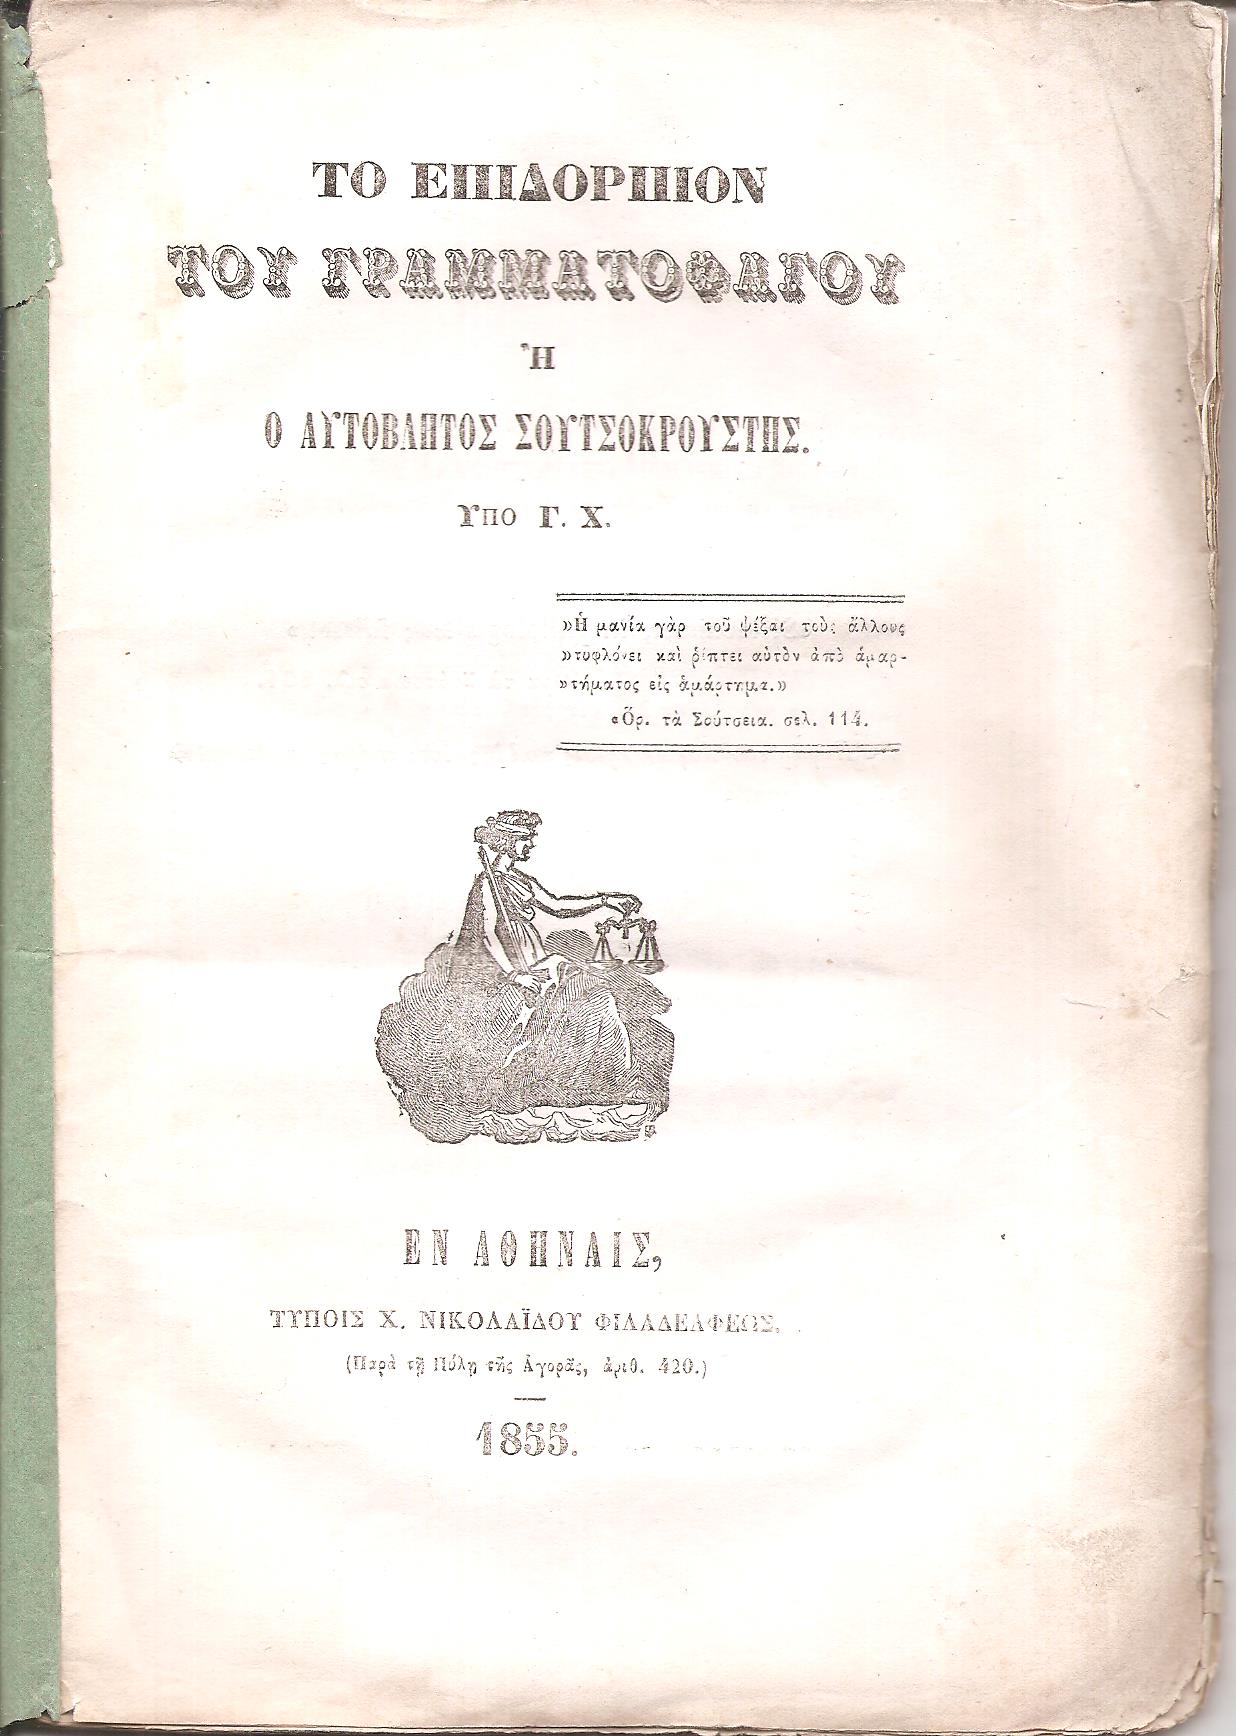 ΤΟ ΕΠΙΔΟΡΠΙΟΝ
ΤΟΥ ΓΡΑΜΜΑΤΟΦΑΓΟΥ
Ἢ
Ο ΑΥΤΟΒΑΠΤΟΣ ΣΟΥΤΣΟΚΡΟΥΣΤΗΣ.
ΥΠΟ Γ. Χ.
»Ἡ μανία γὰρ τοῦ ψέξαι τοὺς ἄλλους
»τυφλόνει καὶ ῥίπτει αὐτὸν ἀπὸ ἁμαρ-
»τήματος εἰς ἁμάρτημα.»
«Ὅρ. τὰ Σούτσεια. σελ. 114.
ΕΝ ΑΘΗΝΑΙΣ,
ΤΥΠΟΙΣ Χ. ΝΙΚΟΛΑΪΔΟΥ ΦΙΛΑΔΕΛΦΕΩΣ.
(Παρὰ τῇ Πύλῃ τῆς Ἀγορᾶς, ἀριθ. 420.)
1855.